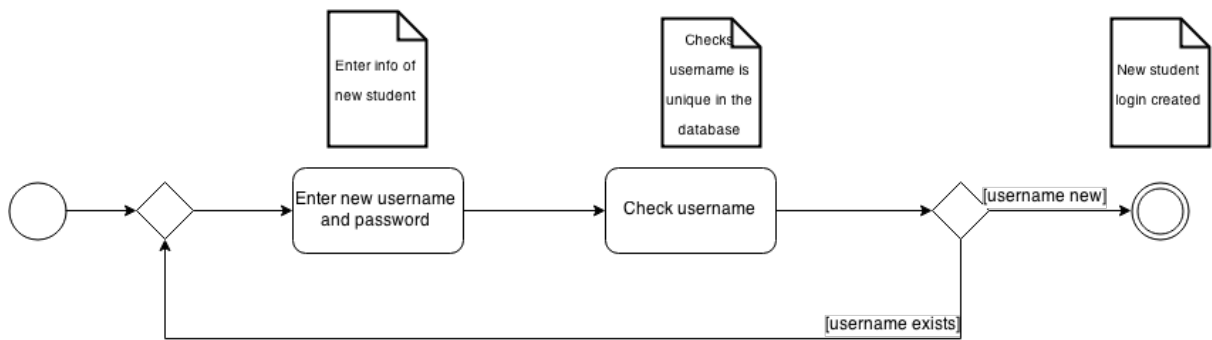 Enter info of
new student
Checks
username is
unique in the
database
New student
login created
Enter new username
and password
Check username
[username new]
[username exists]